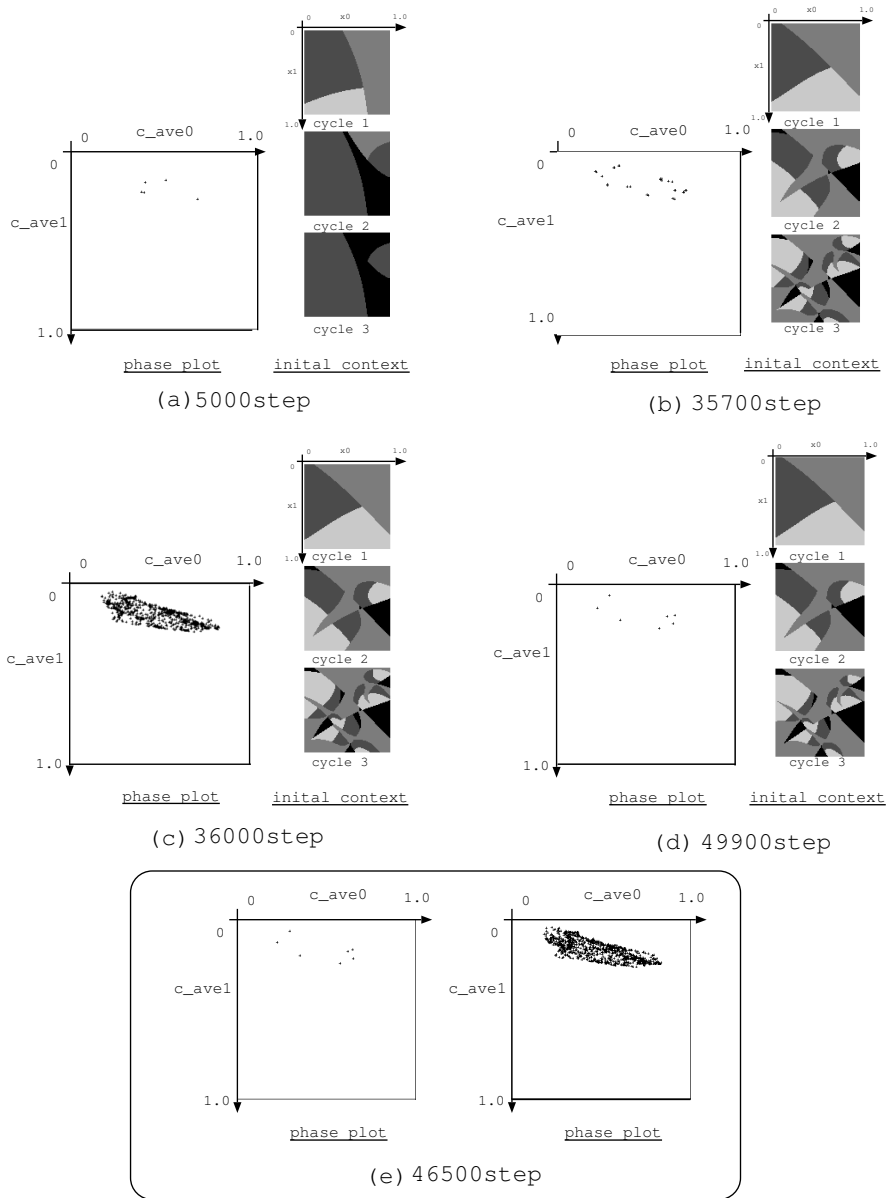 0 x0 1.0
0
x1
1.0
cycle 1
cycle 2
cycle 3
0 c_ave0 1.0
0
c_ave1
1.0
phase plot inital context
(a)5000step
0 x0 1.0
0
x1
1.0
cycle 1
cycle 2
cycle 3
0 c_ave0 1.0
0
c_ave1
1.0
phase plot inital context
(b) 35700step
0 x0 1.0
0
x1
1.0
cycle 1
cycle 2
cycle 3
0 c_ave0 1.0
0
c_ave1
1.0
phase plot inital context
(c) 36000step
0 x0 1.0
0
x1
1.0
cycle 1
cycle 2
cycle 3
0 c_ave0 1.0
0
c_ave1
1.0
phase plot inital context
(d) 49900step
0 c_ave0 1.0
0
c_ave1
1.0
phase plot
0 c_ave0 1.0
0
c_ave1
1.0
phase plot
(e) 46500step